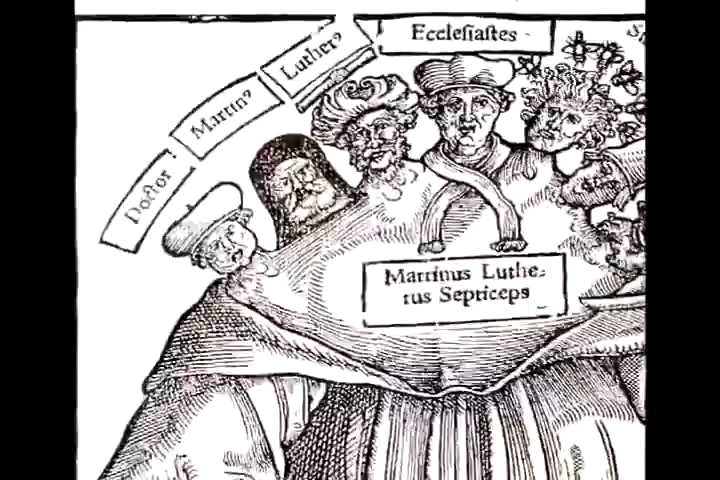 Doctor
Martin⁹
Luther⁹
Ecclesiaſtes
Martinus Luthe⸗
rus Septiceps